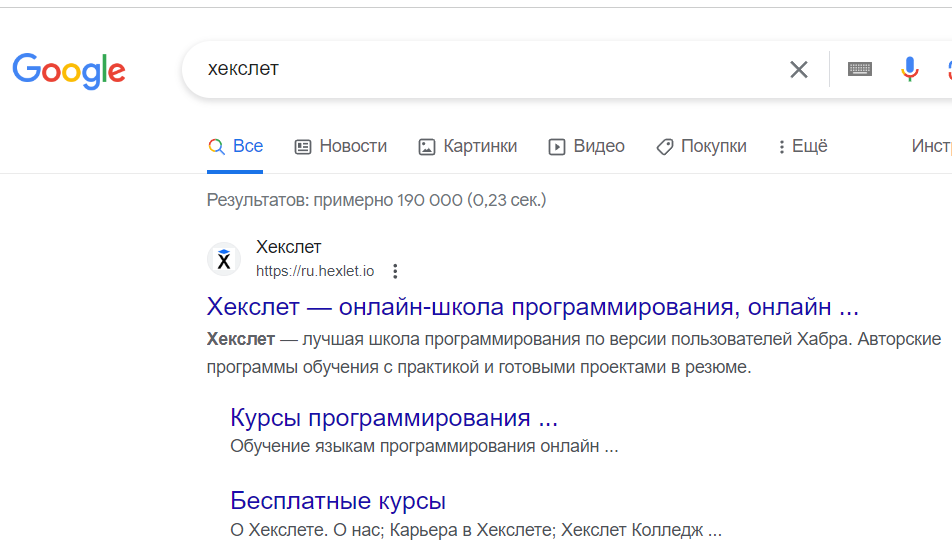 Google
хекслет
Все Новости Картинки Видео Покупки Ещё
Результатов: примерно 190 000 (0,23 сек.)
Хекслет
https://ru.hexlet.io
Хекслет — онлайн-школа программирования, онлайн ...
Хекслет — лучшая школа программирования по версии пользователей Хабра. Авторские
программы обучения с практикой и готовыми проектами в резюме.
Курсы программирования ...
Обучение языкам программирования онлайн ...
Бесплатные курсы
О Хекслете. О нас; Карьера в Хекслете; Хекслет Колледж ...